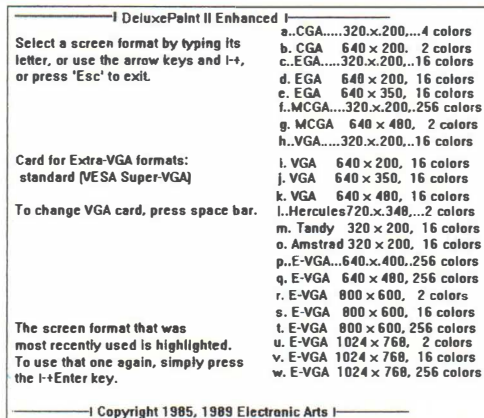 DeluxePaint II Enhanced
Select a screen format by typing its
letter, or use the arrow keys and I-+,
or press 'Esc' to exit.
Card for Extra-VGA formats:
standard (VESA Super-VGA)
To change VGA card, press space bar.
The screen format that was
most recently used is highlighted.
To use that one again, simply press
the I-+Enter key.
a..CGA.....320.x.200,...4 colors
b. CGA 640 x 200. 2 colors
c..EGA.....320.x.200,..16 colors
d. EGA 640 x 200, 16 colors
e. EGA 640 x 350, 16 colors
f..MCGA....320.x.200,.256 colors
g. MCGA 640 x 480, 2 colors
h..VGA.....320.x.200,..16 colors
i. VGA 640 x 200, 16 colors
j. VGA 640 x 350, 16 colors
k. VGA 640 x 480, 16 colors
l..Hercules720.x.348,...2 colors
m. Tandy 320 x 200, 16 colors
o. Amstrad 320 x 200, 16 colors
p..E-VGA...640.x.400,.256 colors
q. E-VGA 640 x 480, 256 colors
r. E-VGA 800 x 600, 2 colors
s. E-VGA 800 x 600, 16 colors
t. E-VGA 800 x 600, 256 colors
u. E-VGA 1024 x 768, 2 colors
v. E-VGA 1024 x 768, 16 colors
w. E-VGA 1024 x 768, 256 colors
Copyright 1985, 1989 Electronic Arts